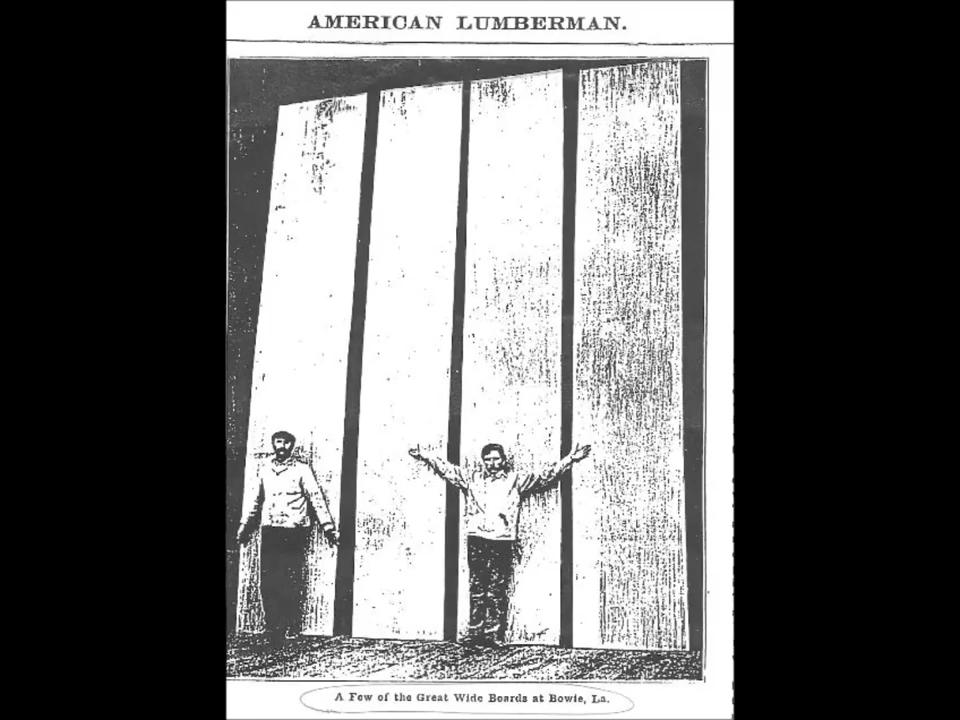 AMERICAN LUMBERMAN.
A Few of the Great Wide Boards at Bowie, La.